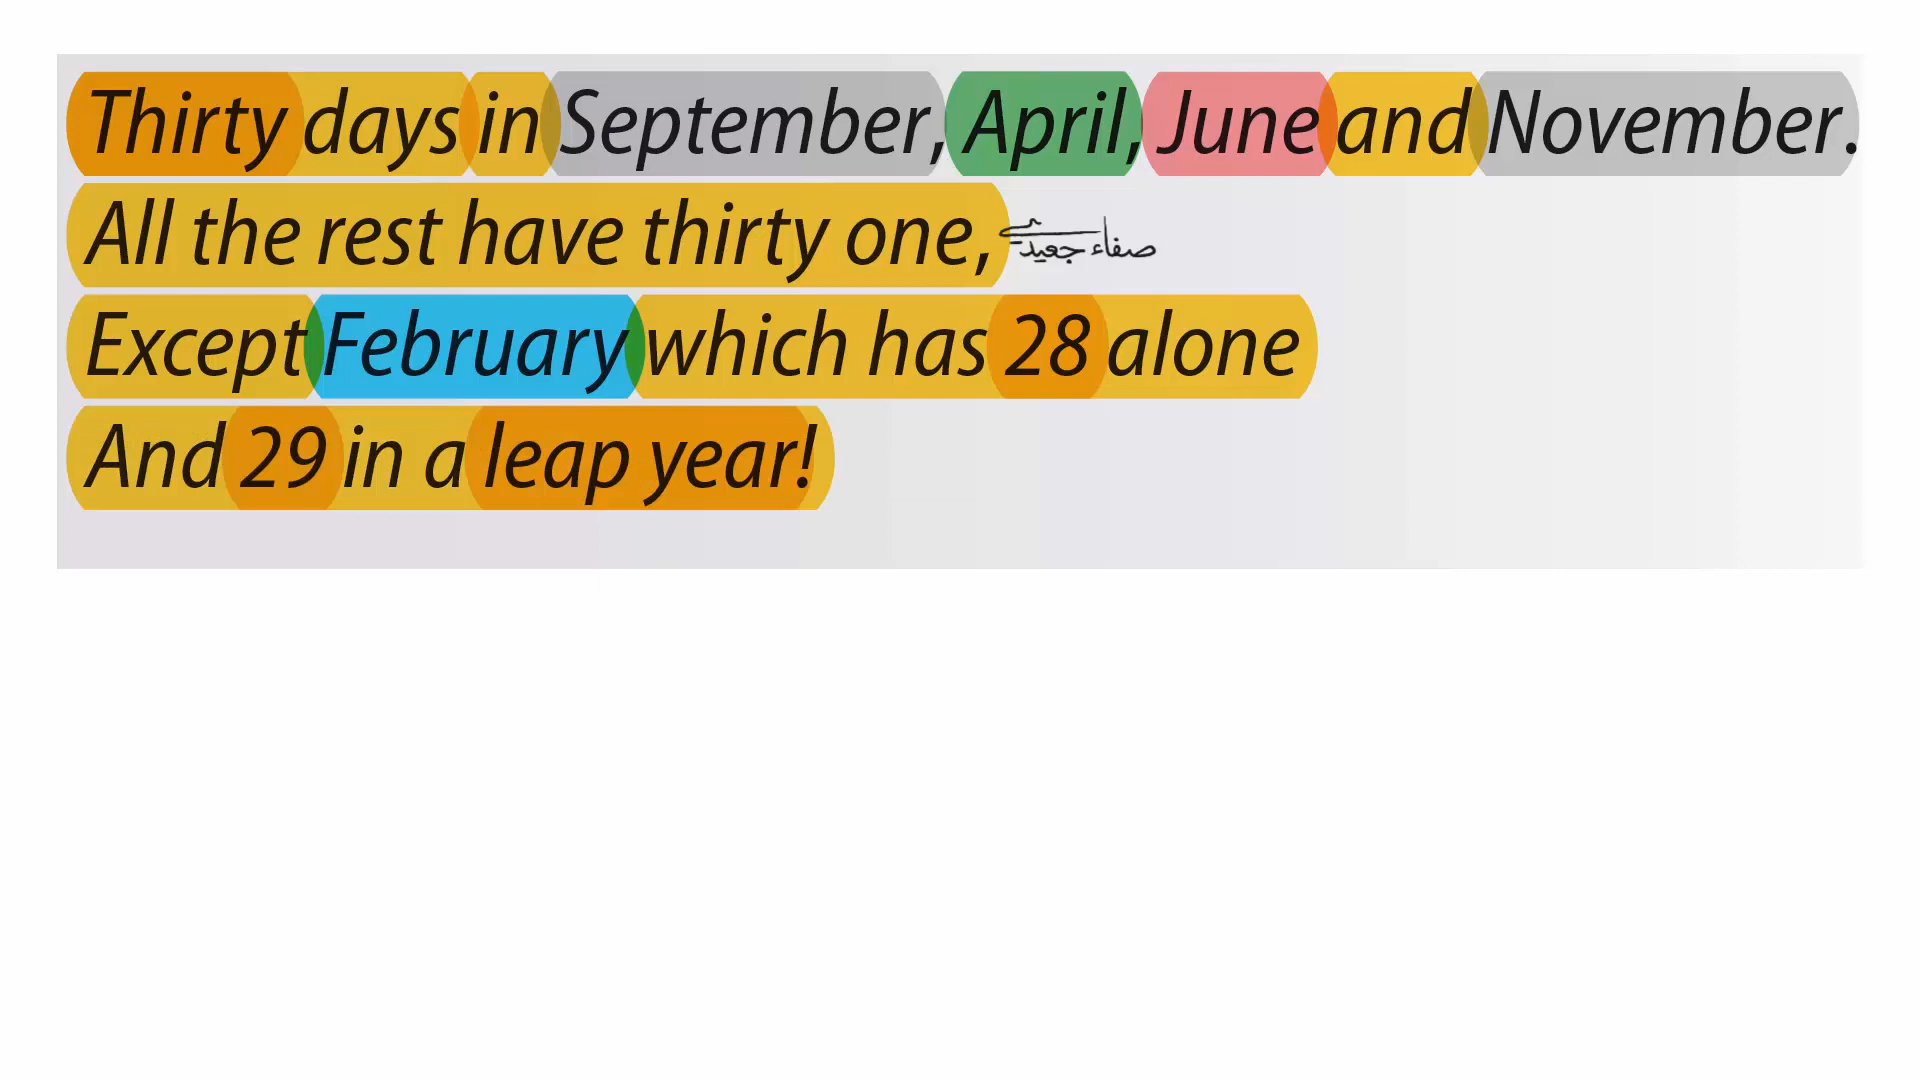 Thirty days in September, April, June and November.
All the rest have thirty one,
صفاء جعيدي
Except February which has 28 alone
And 29 in a leap year!